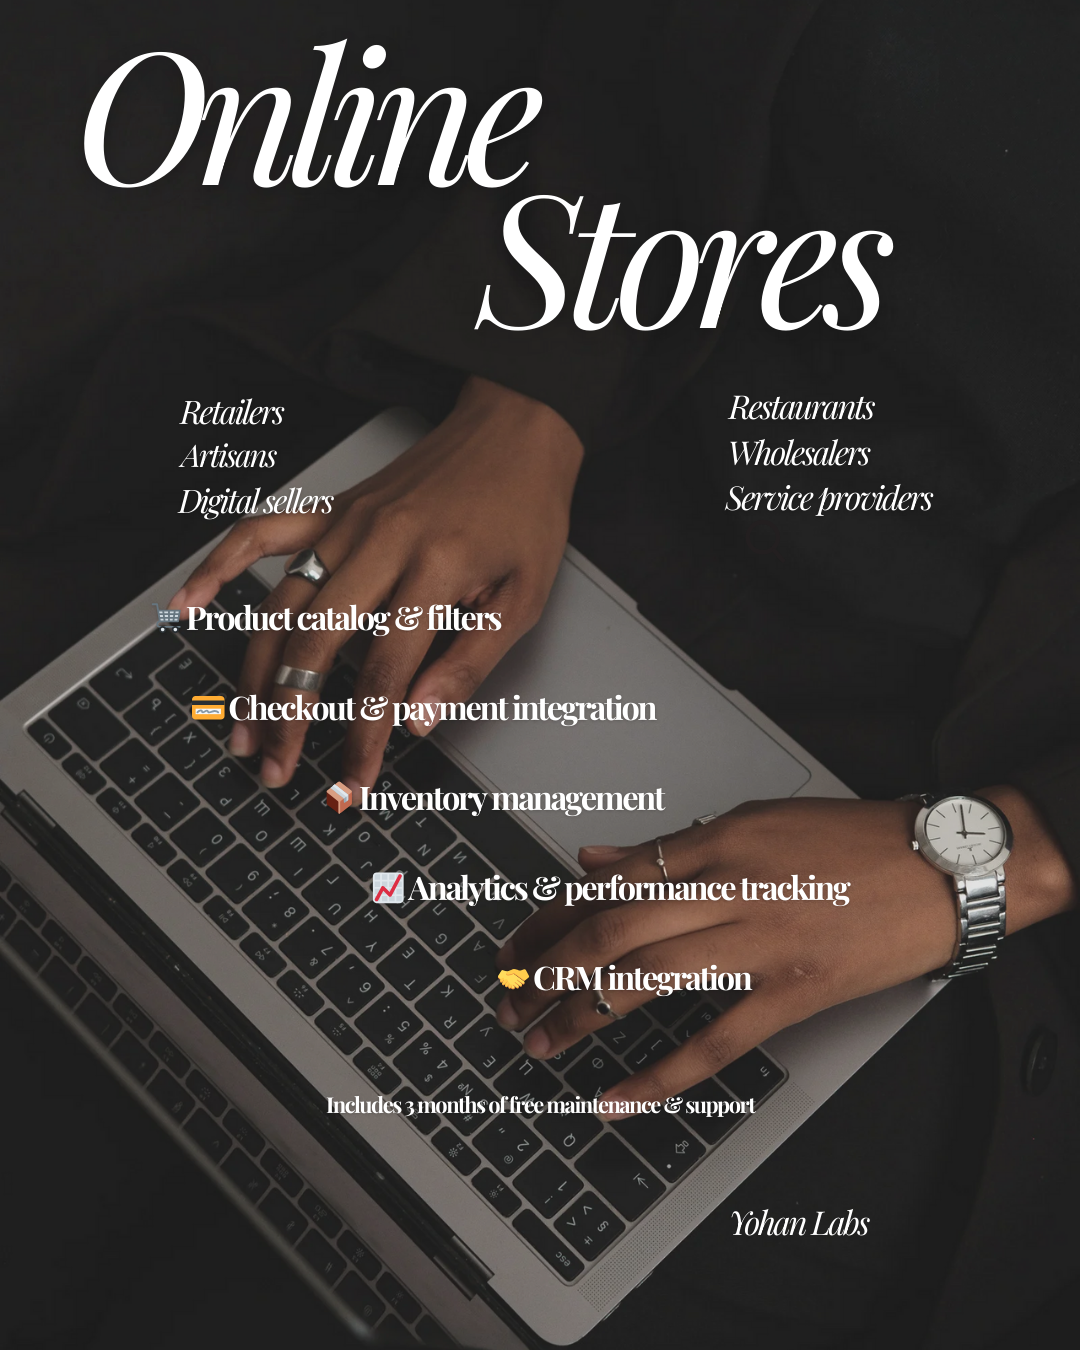 Online
Stores
Retailers
Artisans
Digital sellers
Restaurants
Wholesalers
Service providers
🛒 Product catalog & filters
💳 Checkout & payment integration
📦 Inventory management
📈 Analytics & performance tracking
🤝 CRM integration
Includes 3 months of free maintenance & support
Yohan Labs